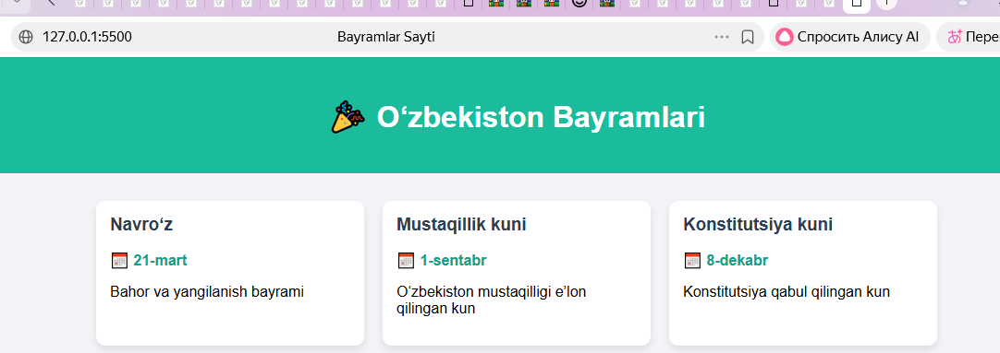 127.0.0.1:5500
Bayramlar Sayti
Спросить Алису AI
Пере
O‘zbekiston Bayramlari
Navro‘z
21-mart
Bahor va yangilanish bayrami
Mustaqillik kuni
1-sentabr
O‘zbekiston mustaqilligi e’lon
qilingan kun
Konstitutsiya kuni
8-dekabr
Konstitutsiya qabul qilingan kun